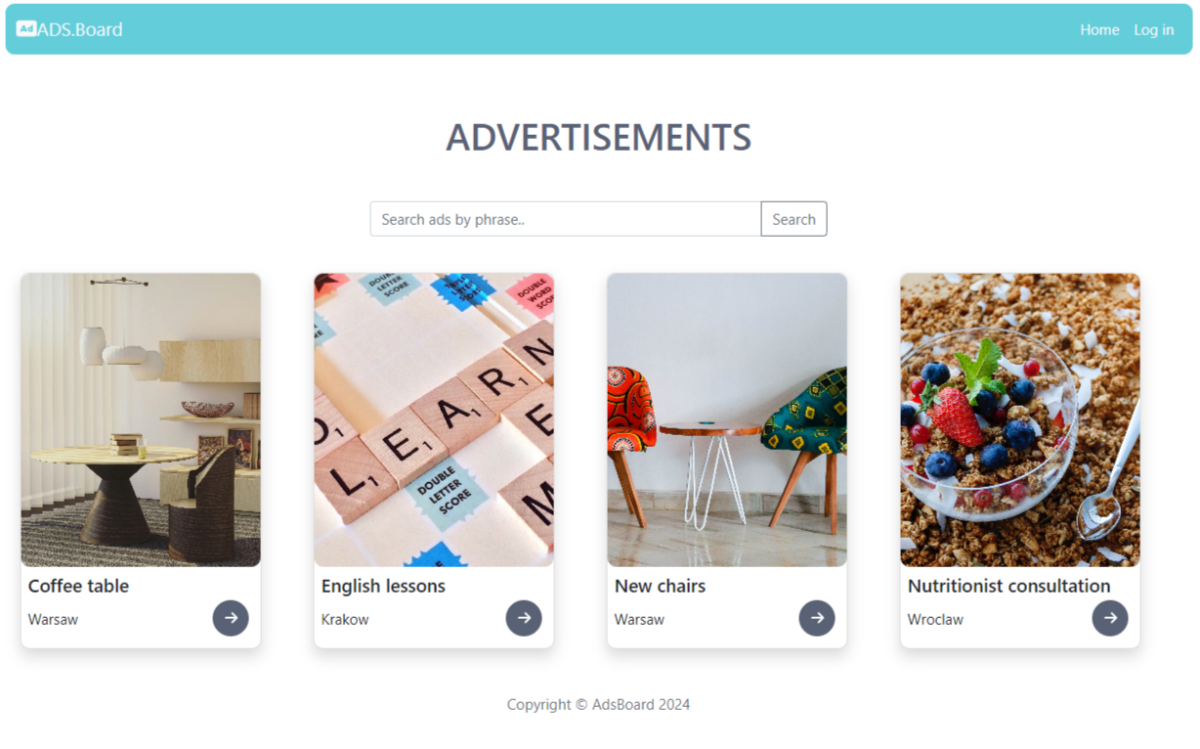 Ad ADS.Board
Home Log in
ADVERTISEMENTS
Search ads by phrase..
Search
DOUBLE LETTER SCORE
DOUBLE WORD SCO
L E A R N
E
M
DOUBLE
LETTER
SCORE
Coffee table
Warsaw
English lessons
Krakow
New chairs
Warsaw
Nutritionist consultation
Wroclaw
Copyright © AdsBoard 2024